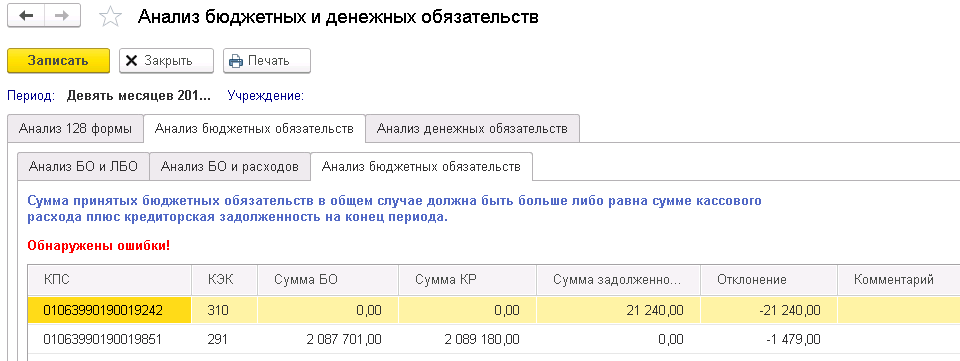 Анализ бюджетных и денежных обязательств
Записать Закрыть Печать
Период: Девять месяцев 201... Учреждение:
Анализ 128 формы Анализ бюджетных обязательств Анализ денежных обязательств
Анализ БО и ЛБО Анализ БО и расходов Анализ бюджетных обязательств
Сумма принятых бюджетных обязательств в общем случае должна быть больше либо равна сумме кассового
расхода плюс кредиторская задолженность на конец периода.
Обнаружены ошибки!
КПС КЭК Сумма БО Сумма КР Сумма задолженно... Отклонение Комментарий
01063990190019242 310 0,00 0,00 21 240,00 -21 240,00
01063990190019851 291 2 087 701,00 2 089 180,00 0,00 -1 479,00